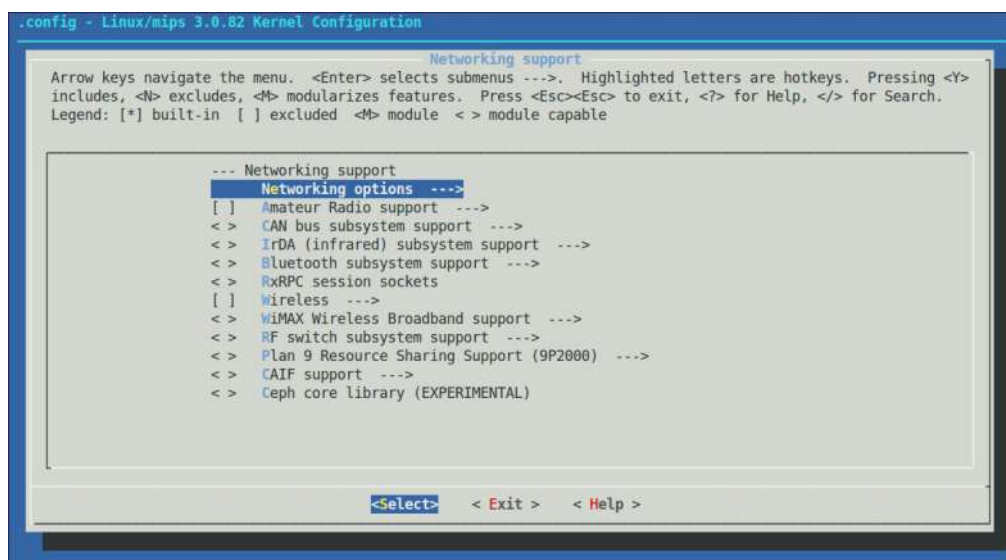 .config - Linux/mips 3.0.82 Kernel Configuration
Networking support
Arrow keys navigate the menu.  <Enter> selects submenus --->.  Highlighted letters are hotkeys.  Pressing <Y>
includes, <N> excludes, <M> modularizes features.  Press <Esc><Esc> to exit, <?> for Help, </> for Search.
Legend: [*] built-in  [ ] excluded  <M> module  < > module capable
--- Networking support
Networking options  --->
[ ]   Amateur Radio support  --->
< >   CAN bus subsystem support  --->
< >   IrDA (infrared) subsystem support  --->
< >   Bluetooth subsystem support  --->
< >   RxRPC session sockets
[ ]   Wireless  --->
< >   WiMAX Wireless Broadband support  --->
< >   RF switch subsystem support  --->
< >   Plan 9 Resource Sharing Support (9P2000)  --->
< >   CAIF support  --->
< >   Ceph core library (EXPERIMENTAL)
<Select>    < Exit >    < Help >